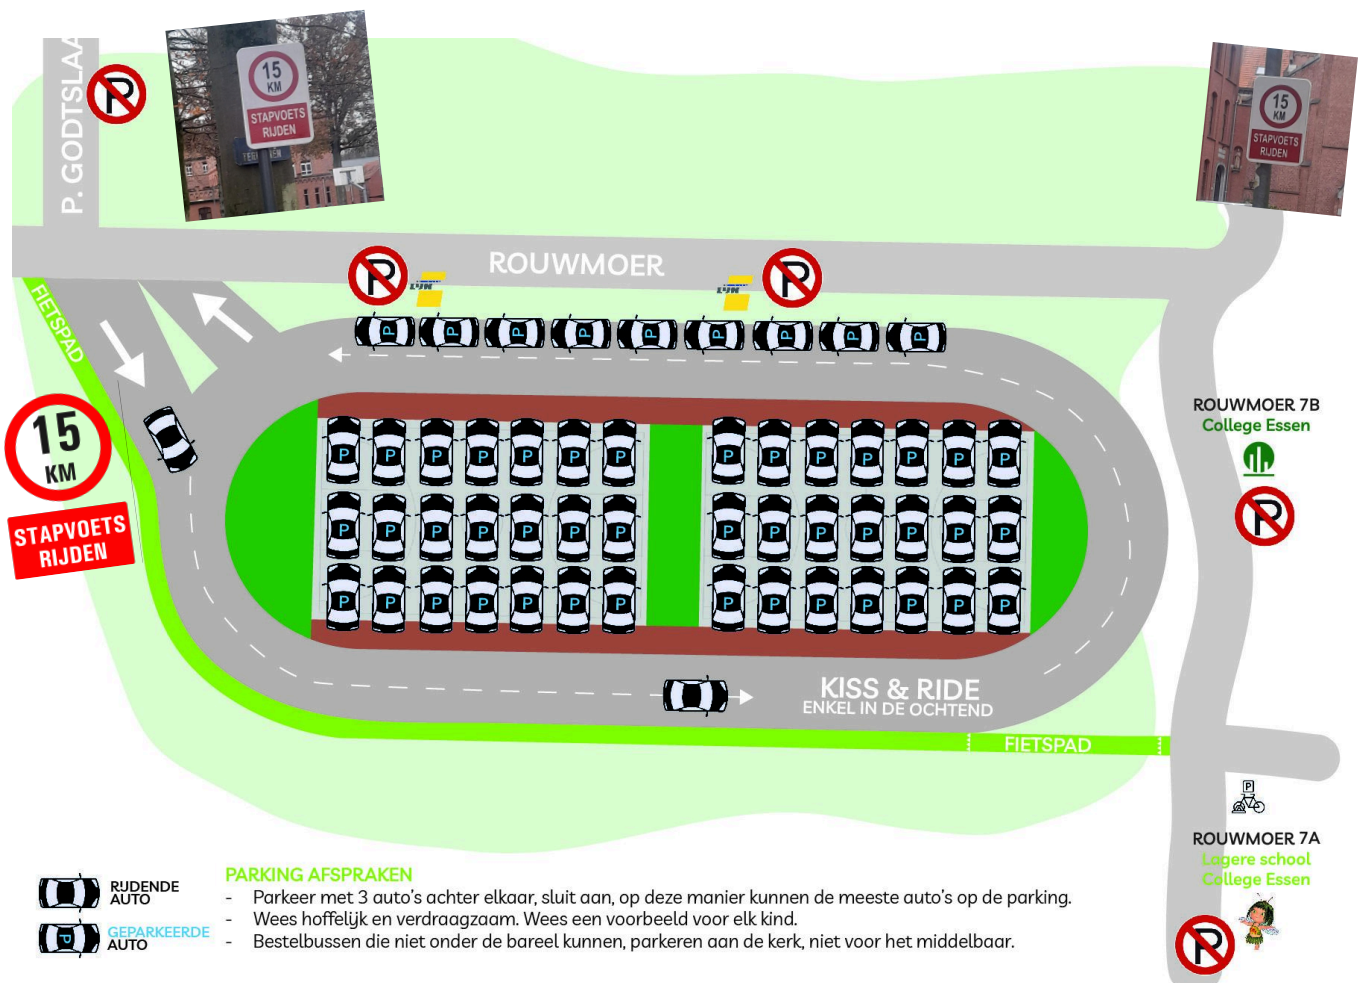 P. GODTSLAA
15
KM
STAPVOETS
RIJDEN
15
KM
STAPVOETS
RIJDEN
ROUWMOER
FIETSPAD
15
KM
STAPVOETS
RIJDEN
ROUWMOER 7B
College Essen
KISS & RIDE
ENKEL IN DE OCHTEND
FIETSPAD
P
ROUWMOER 7A
Lagere school
College Essen
RIJDENDE
AUTO
GEPARKEERDE
AUTO
PARKING AFSPRAKEN
- Parkeer met 3 auto's achter elkaar, sluit aan, op deze manier kunnen de meeste auto's op de parking.
- Wees hoffelijk en verdraagzaam. Wees een voorbeeld voor elk kind.
- Bestelbussen die niet onder de bareel kunnen, parkeren aan de kerk, niet voor het middelbaar.